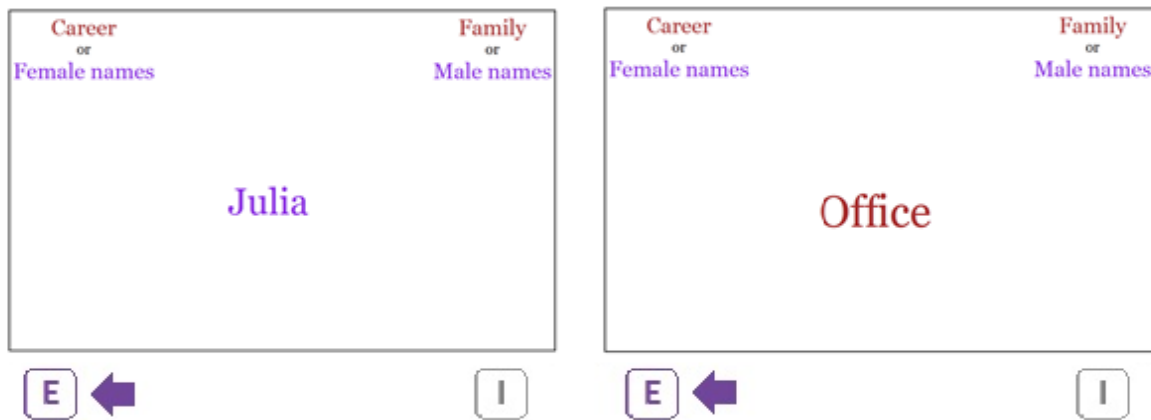 Career
or
Female names
Family
or
Male names
Julia
E
I
Career
or
Female names
Family
or
Male names
Office
E
I